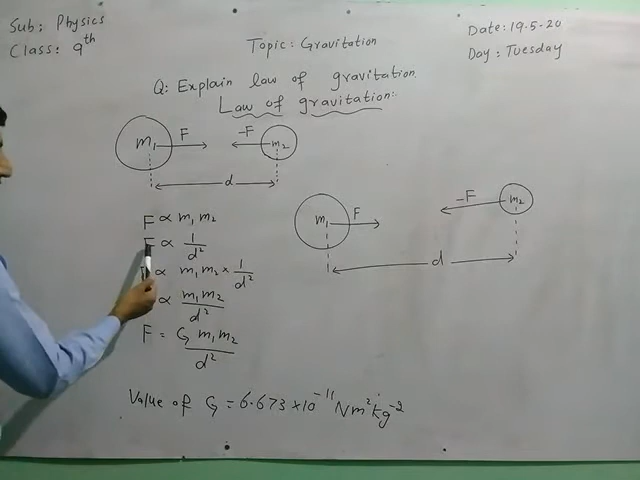 Sub: Physics
Class: 9th
Topic: Gravitation
Date: 19.5-20
Day: Tuesday
Q: Explain law of gravitation.
Law of gravitation:
m₁ F -F m₂
d
m₁ F -F m₂
d
F ∝ m₁ m₂
F ∝ 1/d²
∝ m₁ m₂ × 1/d²
∝ m₁ m₂/d²
F = G m₁ m₂/d²
Value of G = 6.673 × 10⁻¹¹ Nm² kg⁻²